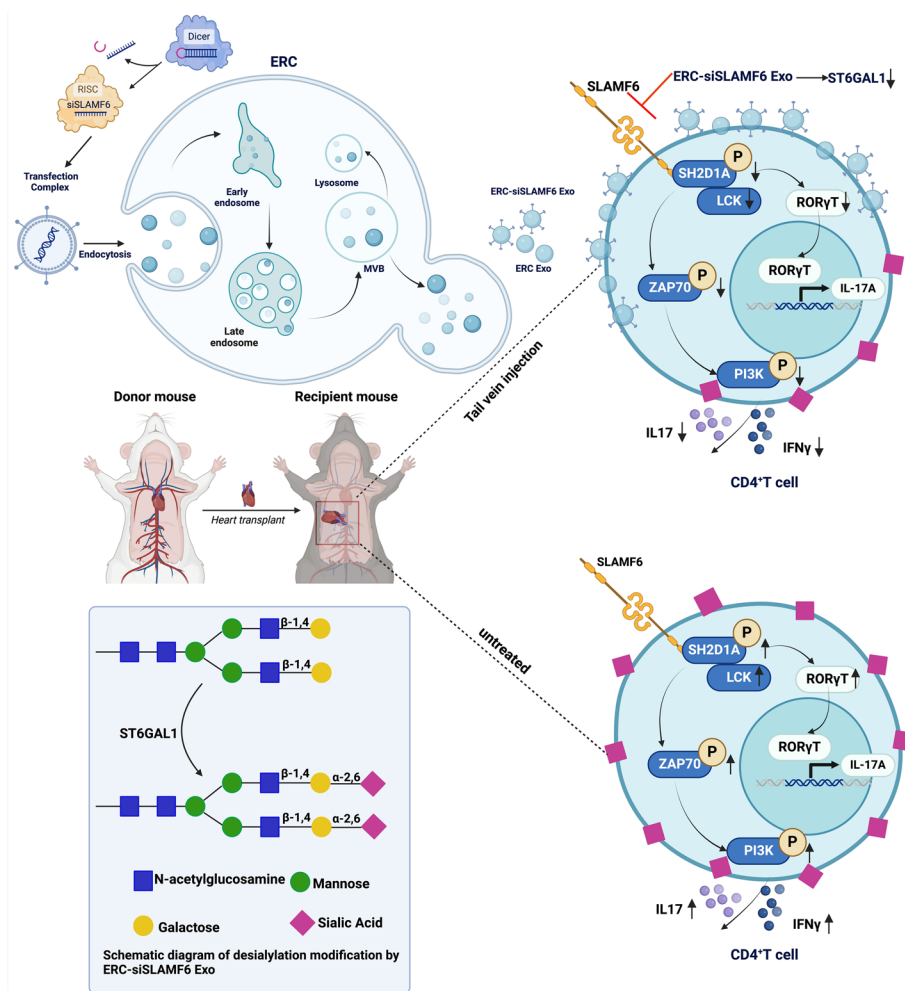 Dicer
RISC
siSLAMF6
Transfection
Complex
Endocytosis
ERC
Early
endosome
Late
endosome
Lysosome
MVB
ERC-siSLAMF6 Exo
ERC Exo
Donor mouse
Recipient mouse
Heart transplant
Tail vein injection
untreated
SLAMF6
ERC-siSLAMF6 Exo
ST6GAL1
SH2D1A
P
LCK
RORγT
ZAP70
P
RORγT
IL-17A
PI3K
P
IL17
IFNγ
CD4⁺T cell
SLAMF6
SH2D1A
P
LCK
RORγT
ZAP70
P
RORγT
IL-17A
PI3K
P
IL17
IFNγ
CD4⁺T cell
β-1,4
β-1,4
ST6GAL1
β-1,4 α-2,6
β-1,4 α-2,6
N-acetylglucosamine
Mannose
Galactose
Sialic Acid
Schematic diagram of desialylation modification by
ERC-siSLAMF6 Exo